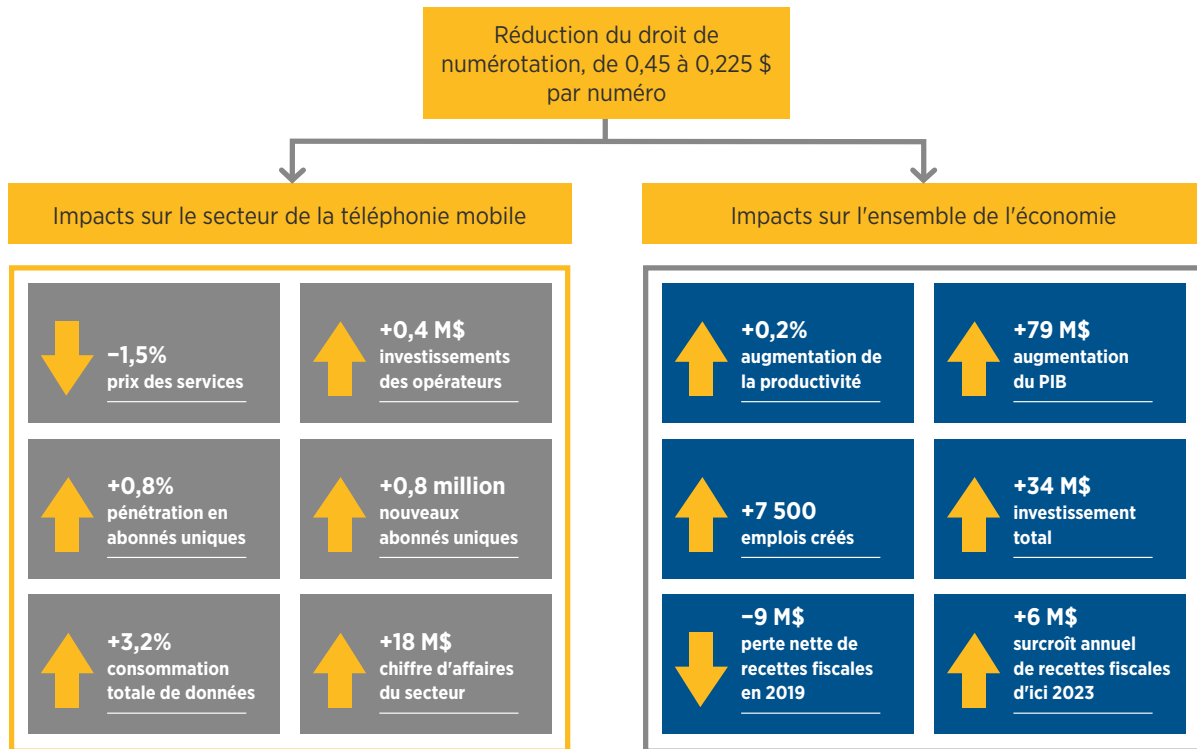 Réduction du droit de
numérotation, de 0,45 à 0,225 $
par numéro
Impacts sur le secteur de la téléphonie mobile
−1,5%
prix des services
+0,4 M$
investissements
des opérateurs
+0,8%
pénétration en
abonnés uniques
+0,8 million
nouveaux
abonnés uniques
+3,2%
consommation
totale de données
+18 M$
chiffre d'affaires
du secteur
Impacts sur l'ensemble de l'économie
+0,2%
augmentation de
la productivité
+79 M$
augmentation
du PIB
+7 500
emplois créés
+34 M$
investissement
total
−9 M$
perte nette de
recettes fiscales
en 2019
+6 M$
surcroît annuel
de recettes fiscales
d'ici 2023